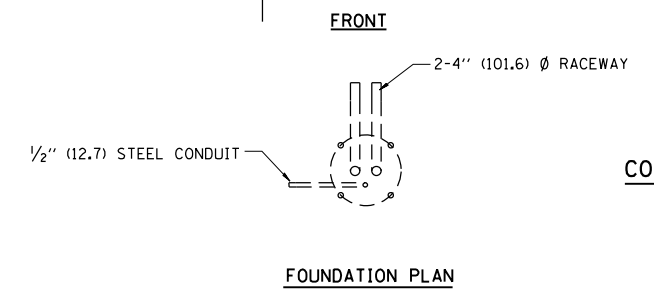 FRONT
2-4'' (101.6) Ø RACEWAY
1/2'' (12.7) STEEL CONDUIT
CO
FOUNDATION PLAN